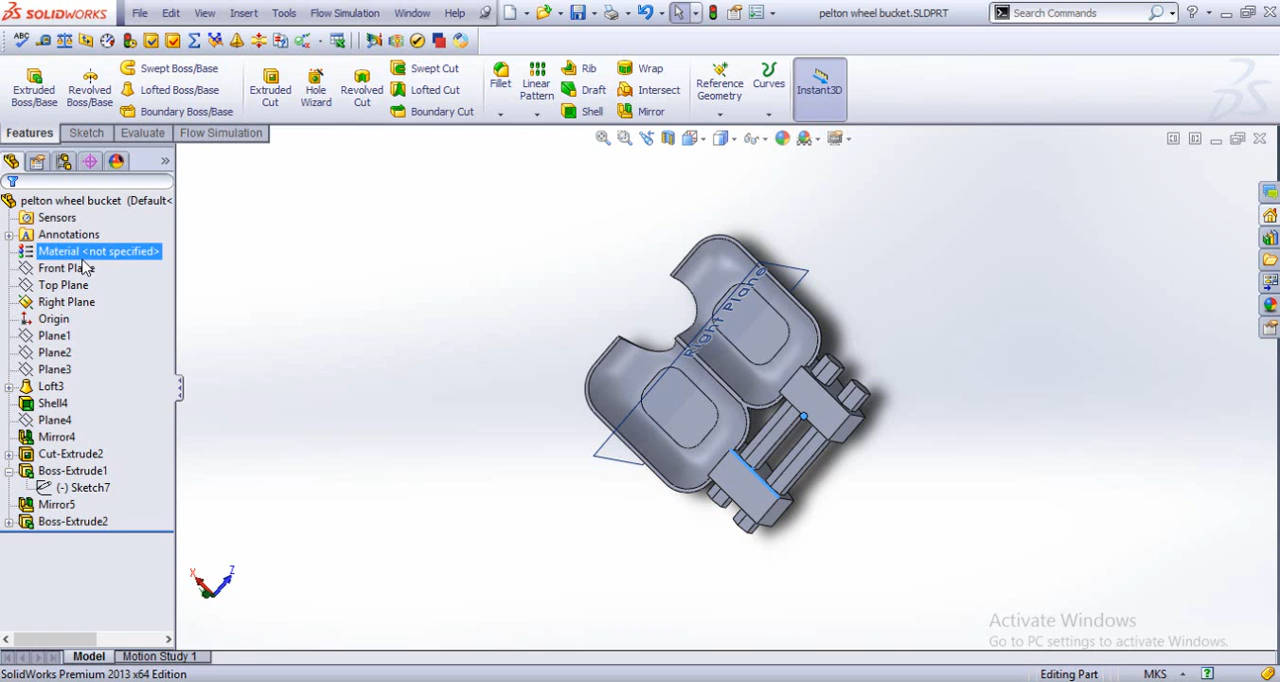 SOLIDWORKS File Edit View Insert Tools Flow Simulation Window Help pelton wheel bucket.SLDPRT Search Commands
Extruded Boss/Base
Revolved Boss/Base
Swept Boss/Base
Lofted Boss/Base
Boundary Boss/Base
Extruded Cut
Hole Wizard
Revolved Cut
Swept Cut
Lofted Cut
Boundary Cut
Fillet
Linear Pattern
Rib
Draft
Shell
Wrap
Intersect
Mirror
Reference Geometry
Curves
Instant3D
Features Sketch Evaluate Flow Simulation
pelton wheel bucket (Default<
Sensors
Annotations
Material <not specified>
Front Plane
Top Plane
Right Plane
Origin
Plane1
Plane2
Plane3
Loft3
Shell4
Plane4
Mirror4
Cut-Extrude2
Boss-Extrude1
(-) Sketch7
Mirror5
Boss-Extrude2
Right Plane
X Z
Activate Windows
Go to PC settings to activate Windows.
Model Motion Study 1
SolidWorks Premium 2013 x64 Edition Editing Part MKS